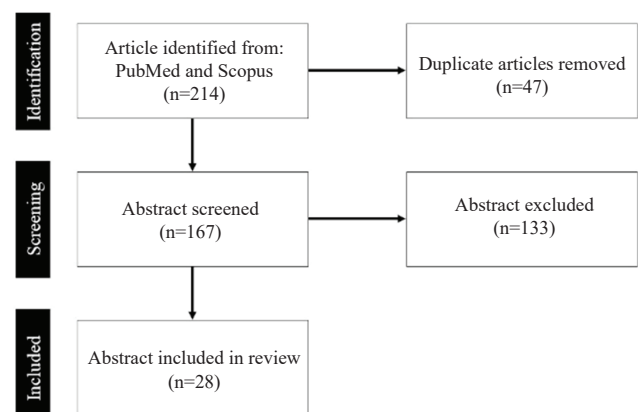 Identification
Article identified from:
PubMed and Scopus
(n=214)
Duplicate articles removed
(n=47)
Screening
Abstract screened
(n=167)
Abstract excluded
(n=133)
Included
Abstract included in review
(n=28)